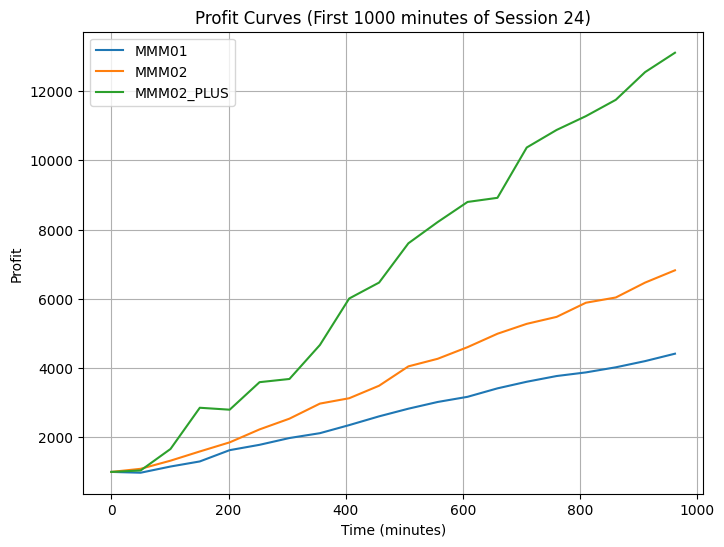 Profit Curves (First 1000 minutes of Session 24)
MMM01
MMM02
MMM02_PLUS
12000
10000
8000
6000
4000
2000
Profit
0
200
400
600
800
1000
Time (minutes)